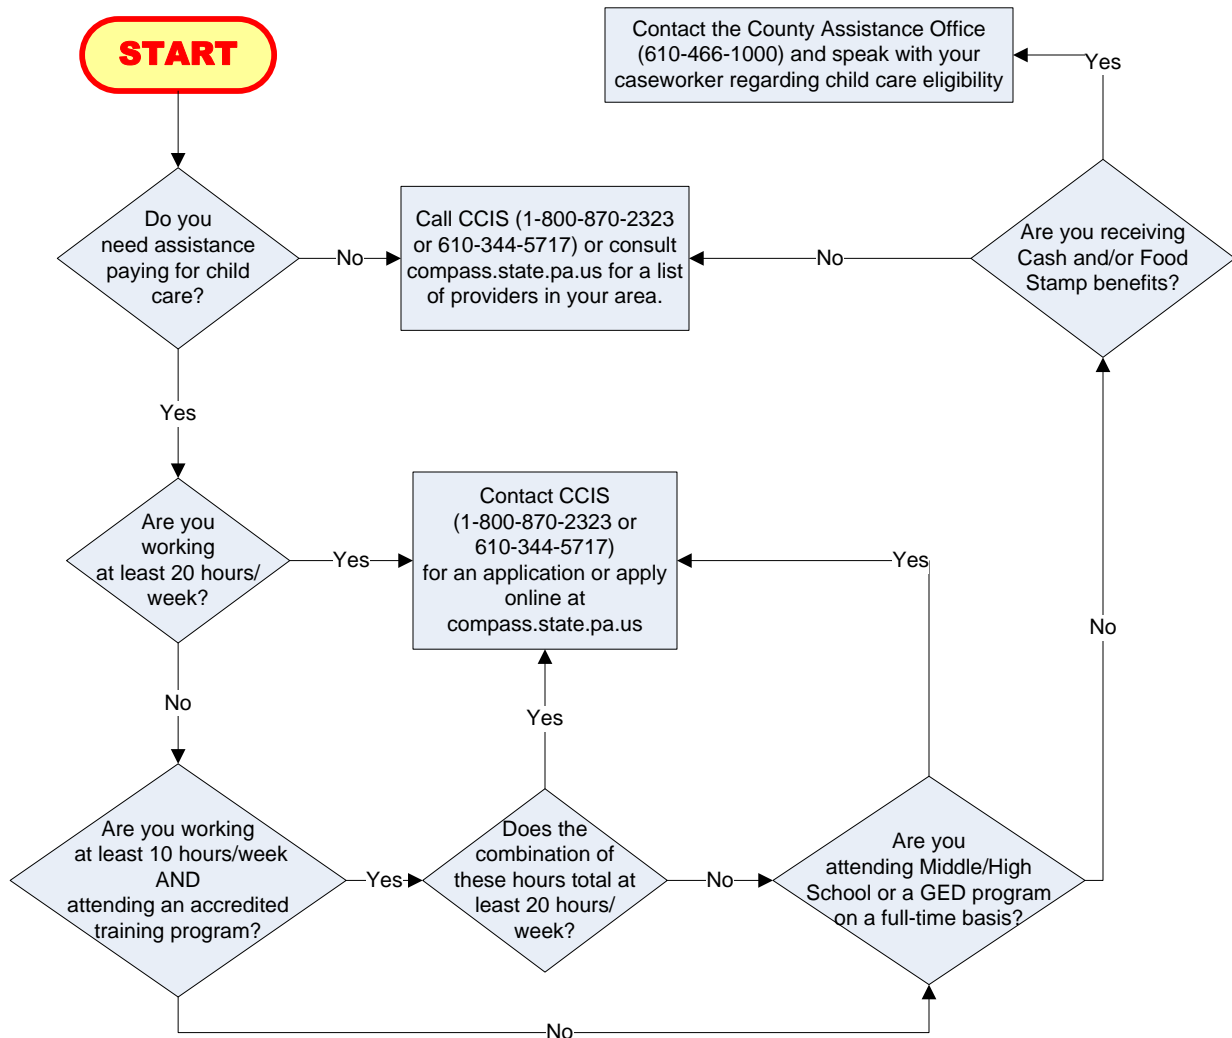 START
Contact the County Assistance Office
(610-466-1000) and speak with your
caseworker regarding child care eligibility
Yes
Do you
need assistance
paying for child
care?
No
Call CCIS (1-800-870-2323
or 610-344-5717) or consult
compass.state.pa.us for a list
of providers in your area.
No
Are you receiving
Cash and/or Food
Stamp benefits?
Yes
Are you
working
at least 20 hours/
week?
Yes
Contact CCIS
(1-800-870-2323 or
610-344-5717)
for an application or apply
online at
compass.state.pa.us
Yes
No
No
Yes
Are you working
at least 10 hours/week
AND
attending an accredited
training program?
Yes
Does the
combination of
these hours total at
least 20 hours/
week?
No
Are you
attending Middle/High
School or a GED program
on a full-time basis?
No